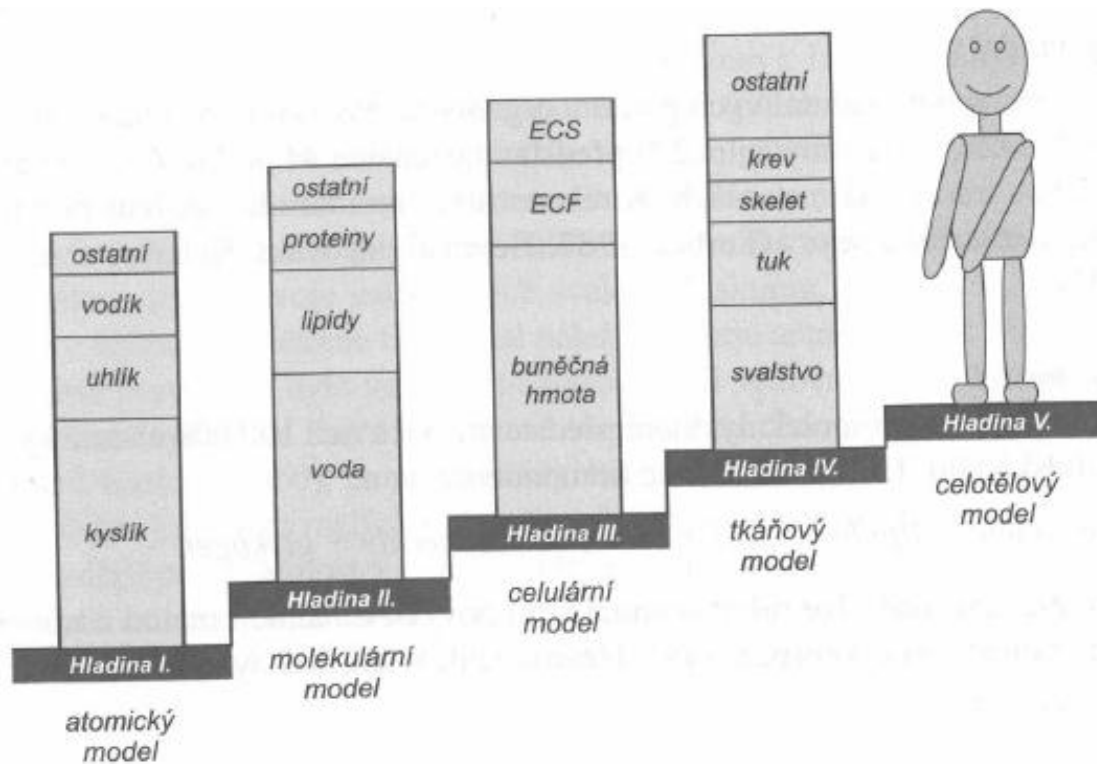 ostatní
vodík
uhlík
kyslík
Hladina I.
atomický
model
ostatní
proteiny
lipidy
voda
Hladina II.
molekulární
model
ECS
ECF
buněčná
hmota
Hladina III.
celulární
model
ostatní
krev
skelet
tuk
svalstvo
Hladina IV.
tkáňový
model
Hladina V.
celotělový
model